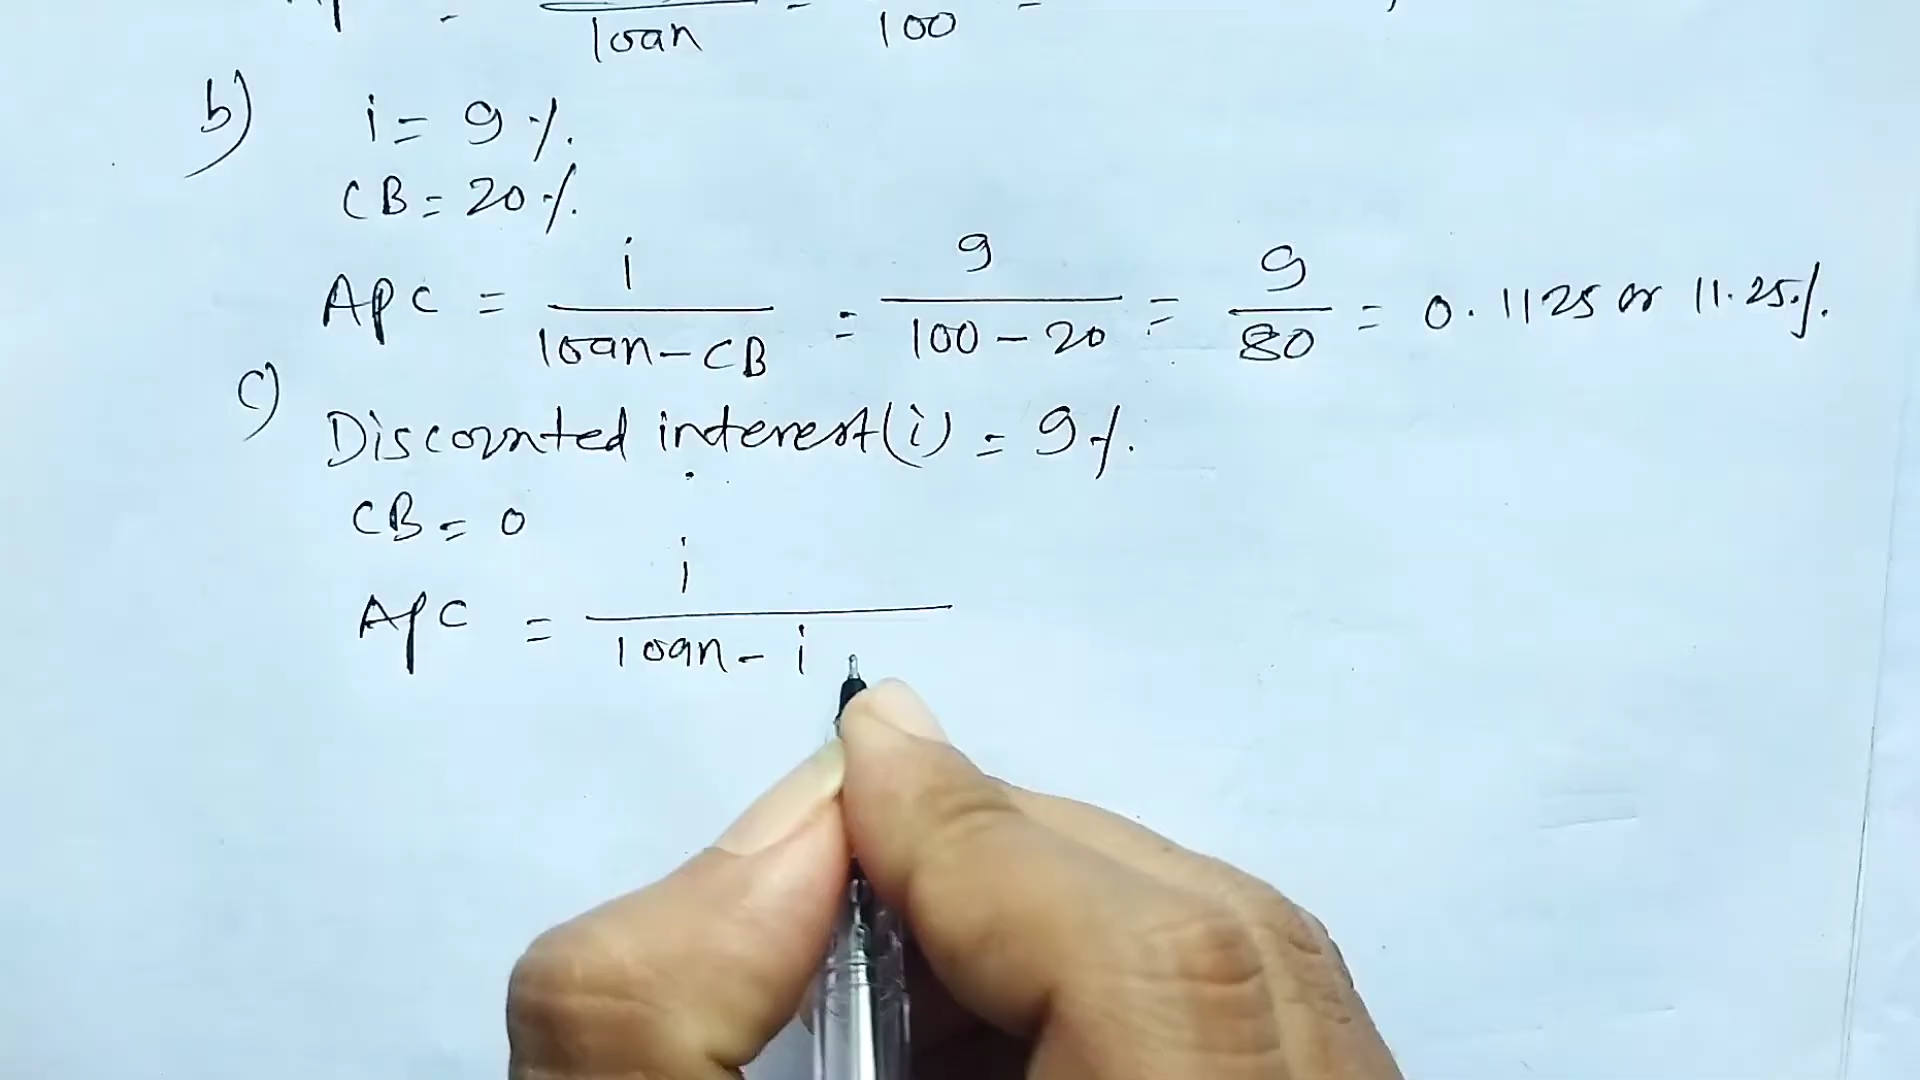 loan 100
b) i = 9%.
CB = 20%.
APC = i / loan - CB = 9 / 100 - 20 = 9 / 80 = 0.1125 or 11.25%.
c) Discounted interest(i) = 9%.
CB = 0
APC = i / loan - i